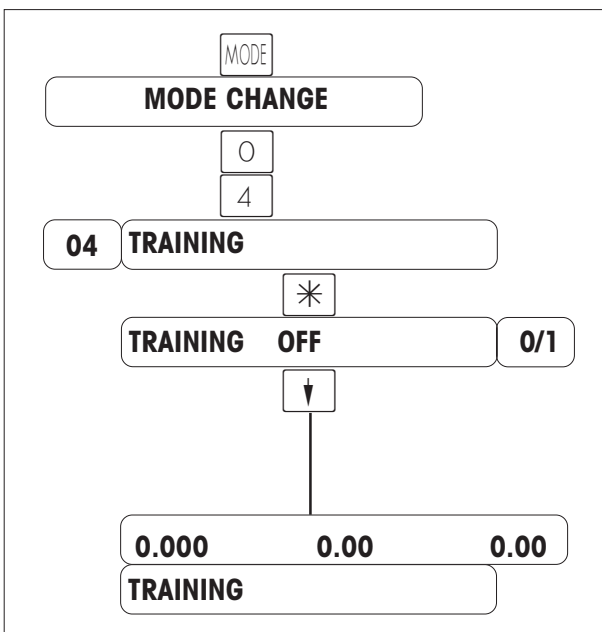 MODE
MODE CHANGE
0
4
04 TRAINING
*
TRAINING OFF 0/1
0.000 0.00 0.00
TRAINING